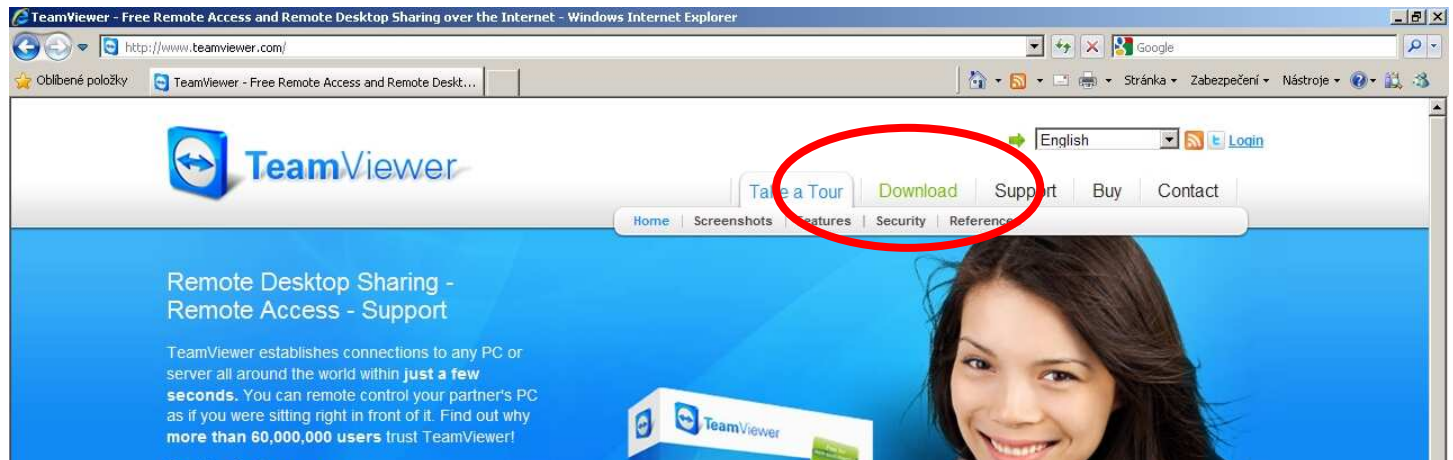 TeamViewer - Free Remote Access and Remote Desktop Sharing over the Internet - Windows Internet Explorer
http://www.teamviewer.com/
Google
Oblíbené položky
TeamViewer - Free Remote Access and Remote Deskt...
Stránka
Zabezpečení
Nástroje
TeamViewer
English
Login
Take a Tour
Download
Support
Buy
Contact
Home | Screenshots | Features | Security | References
Remote Desktop Sharing -
Remote Access - Support
TeamViewer establishes connections to any PC or
server all around the world within just a few
seconds. You can remote control your partner's PC
as if you were sitting right in front of it. Find out why
more than 60,000,000 users trust TeamViewer!
TeamViewer